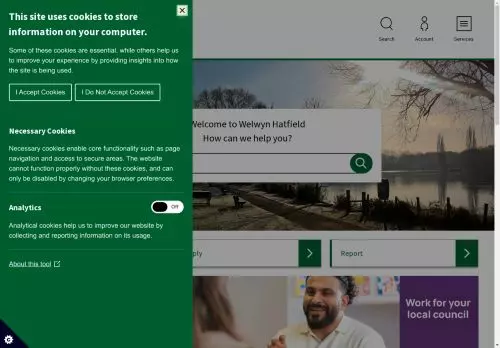 This site uses cookies to store
information on your computer.
Some of these cookies are essential, while others help us
to improve your experience by providing insights into how
the site is being used.
I Accept Cookies
I Do Not Accept Cookies
Necessary Cookies
Necessary cookies enable core functionality such as page
navigation and access to secure areas. The website
cannot function properly without these cookies, and can
only be disabled by changing your browser preferences.
Analytics
Off
Analytical cookies help us to improve our website by
collecting and reporting information on its usage.
About this tool
Search
Account
Services
Welcome to Welwyn Hatfield
How can we help you?
Report
Work for your
local council